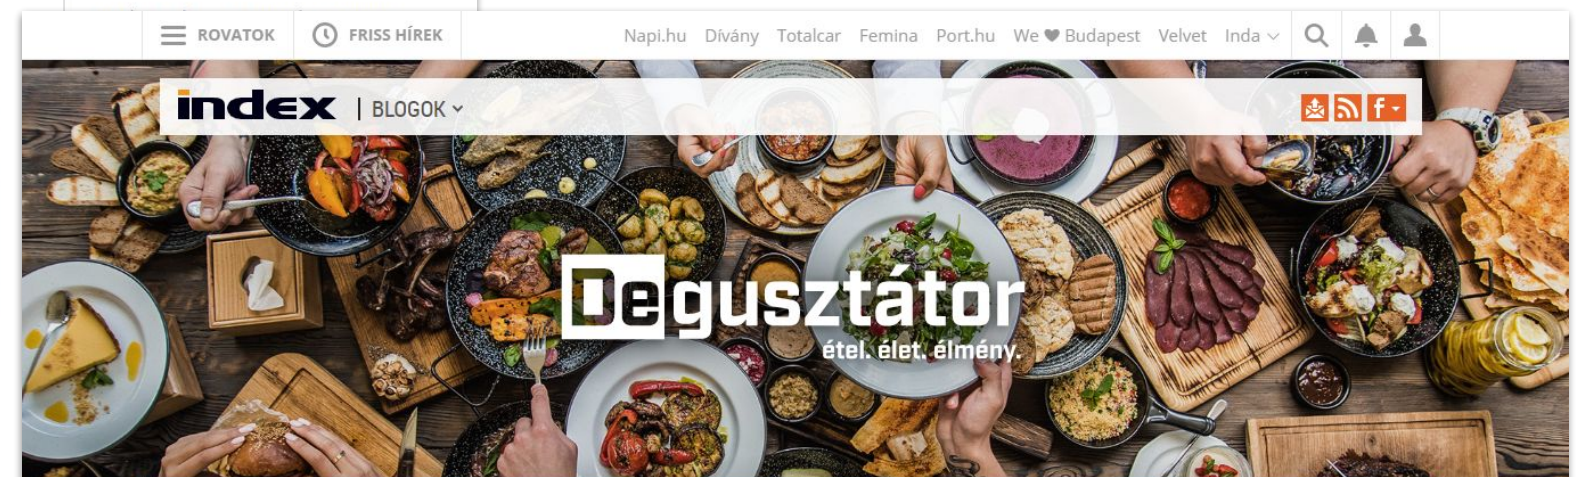 ROVATOK FRISS HÍREK Napi.hu Dívány Totalcar Femina Port.hu We ♥ Budapest Velvet Inda
index | BLOGOK
Degusztátor
étel. élet. élmény.